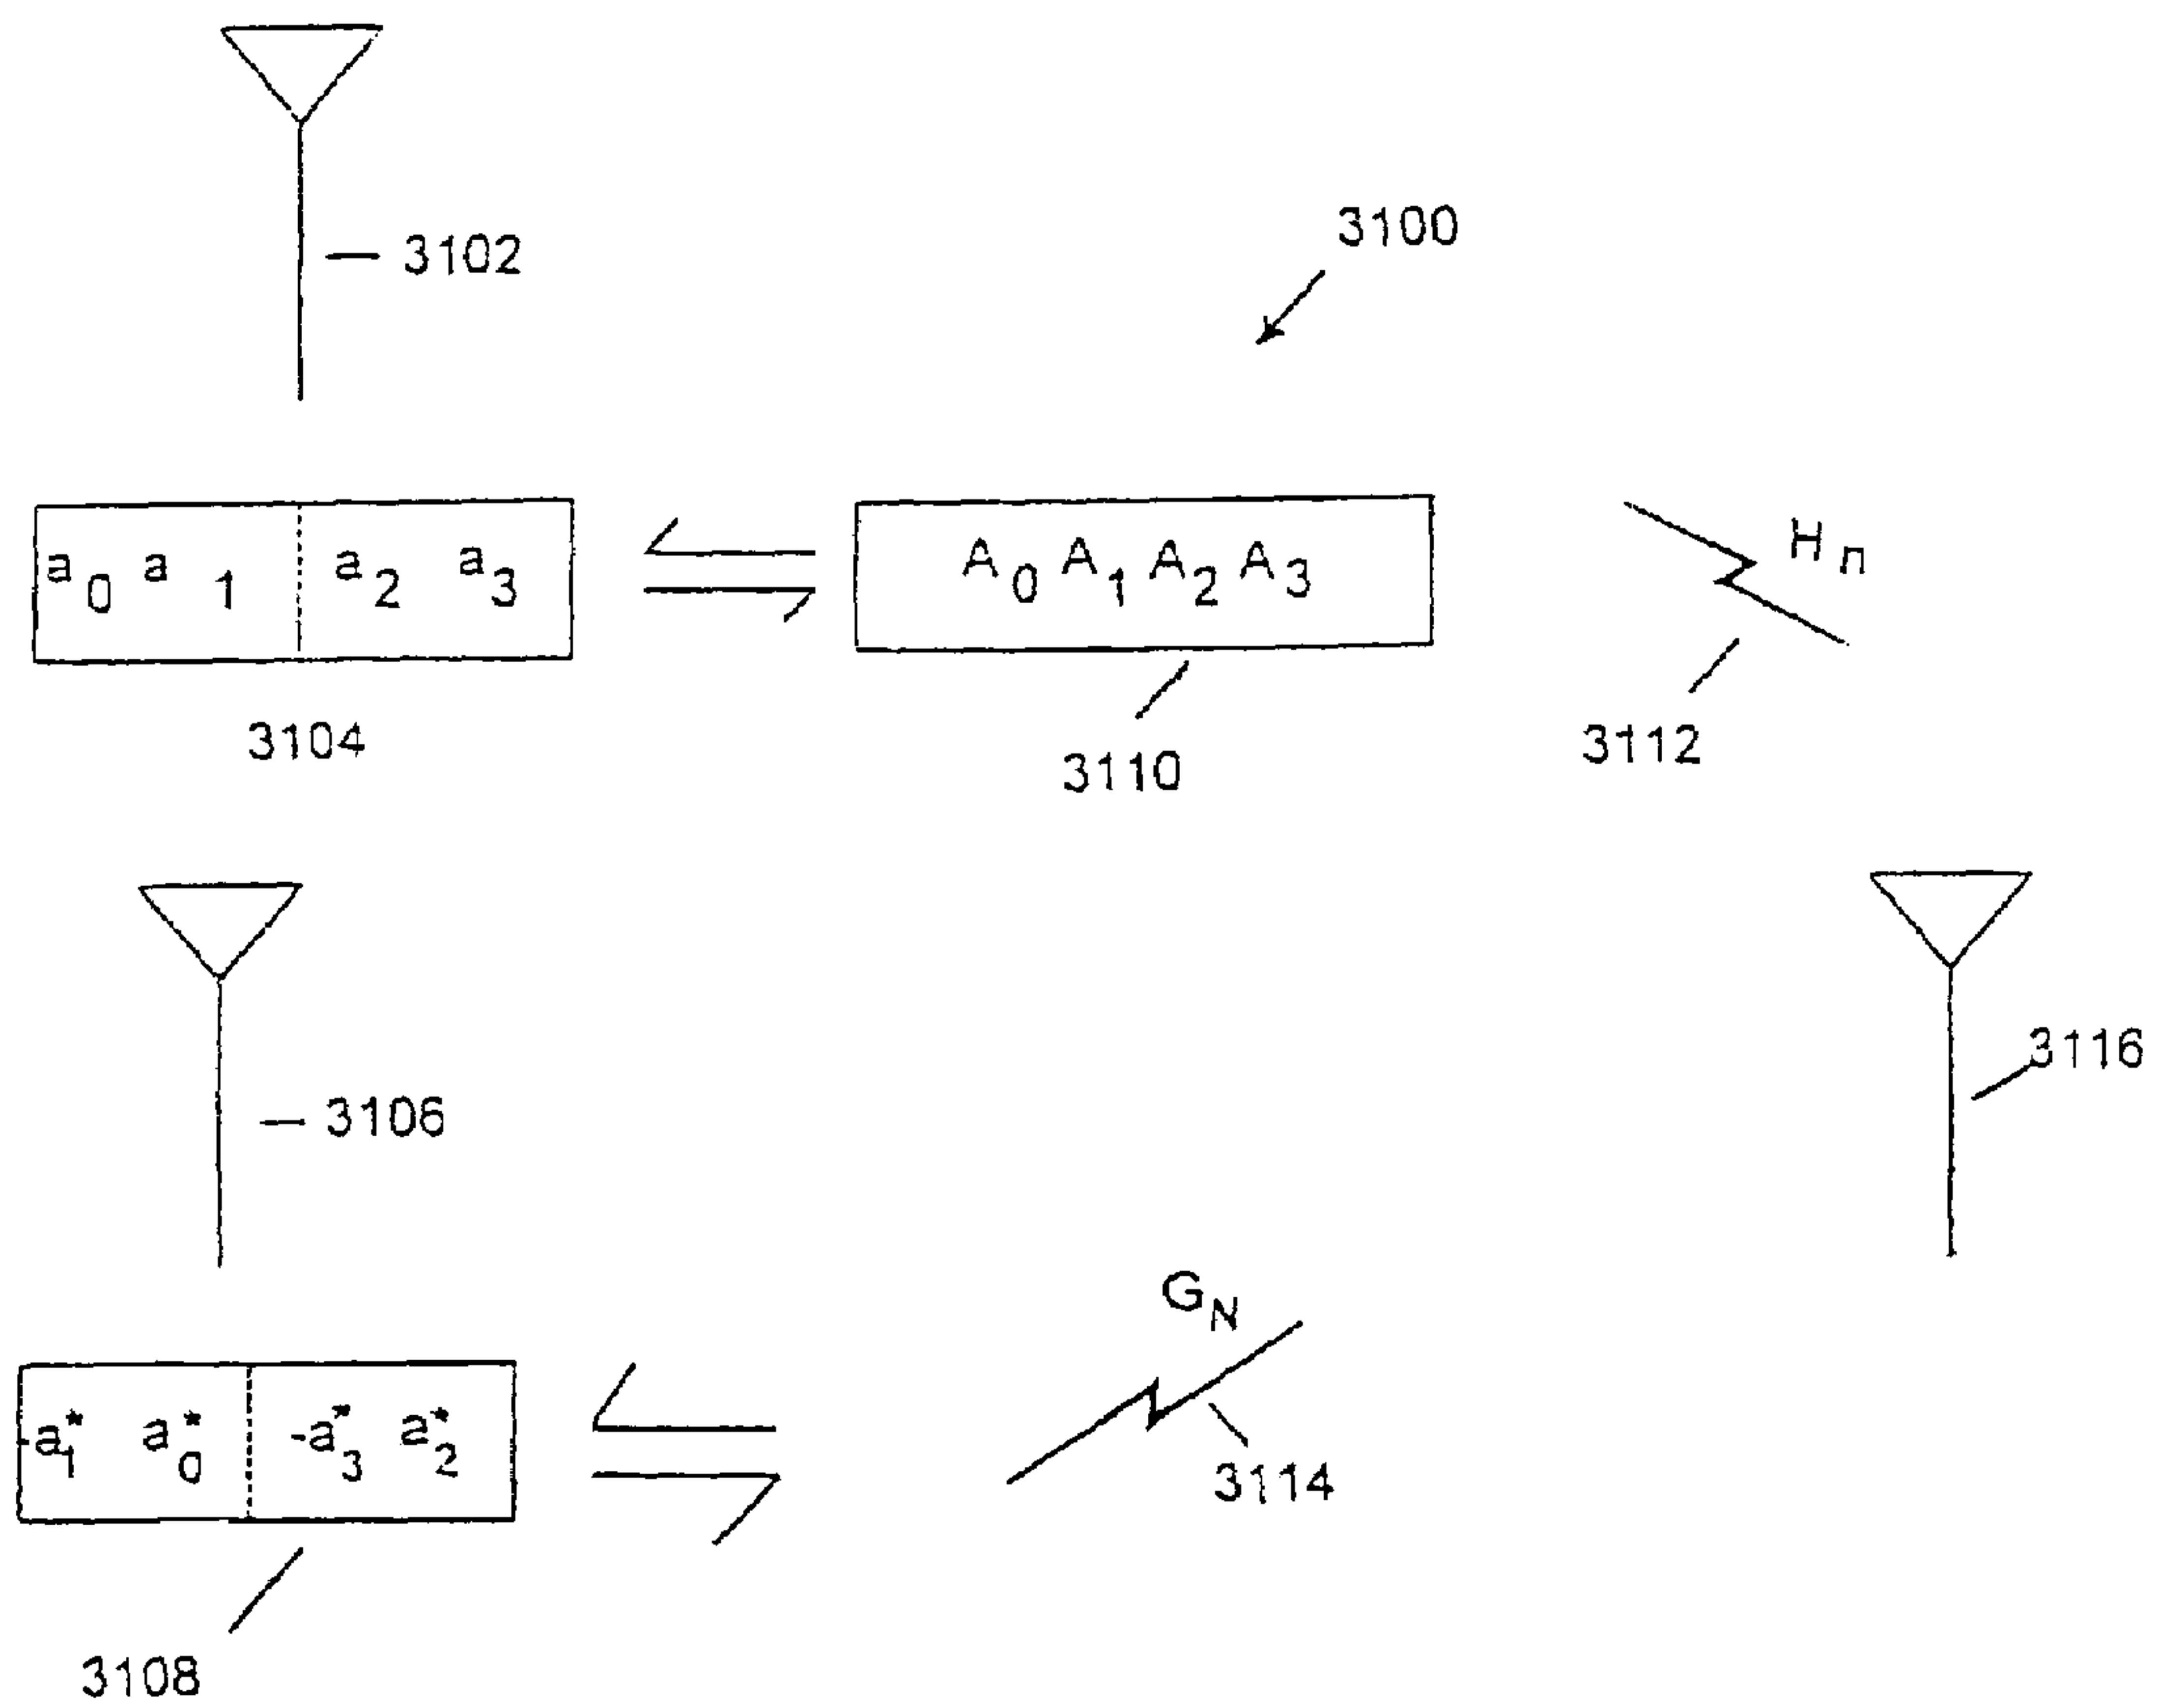 3102
3100
a₀ a ₁ a₂ a₃
A₀ A₁ A₂ A₃
Hₙ
3104
3110
3112
3106
3116
G_N
-a₁* a₀* -a₃* a₂*
3114
3108